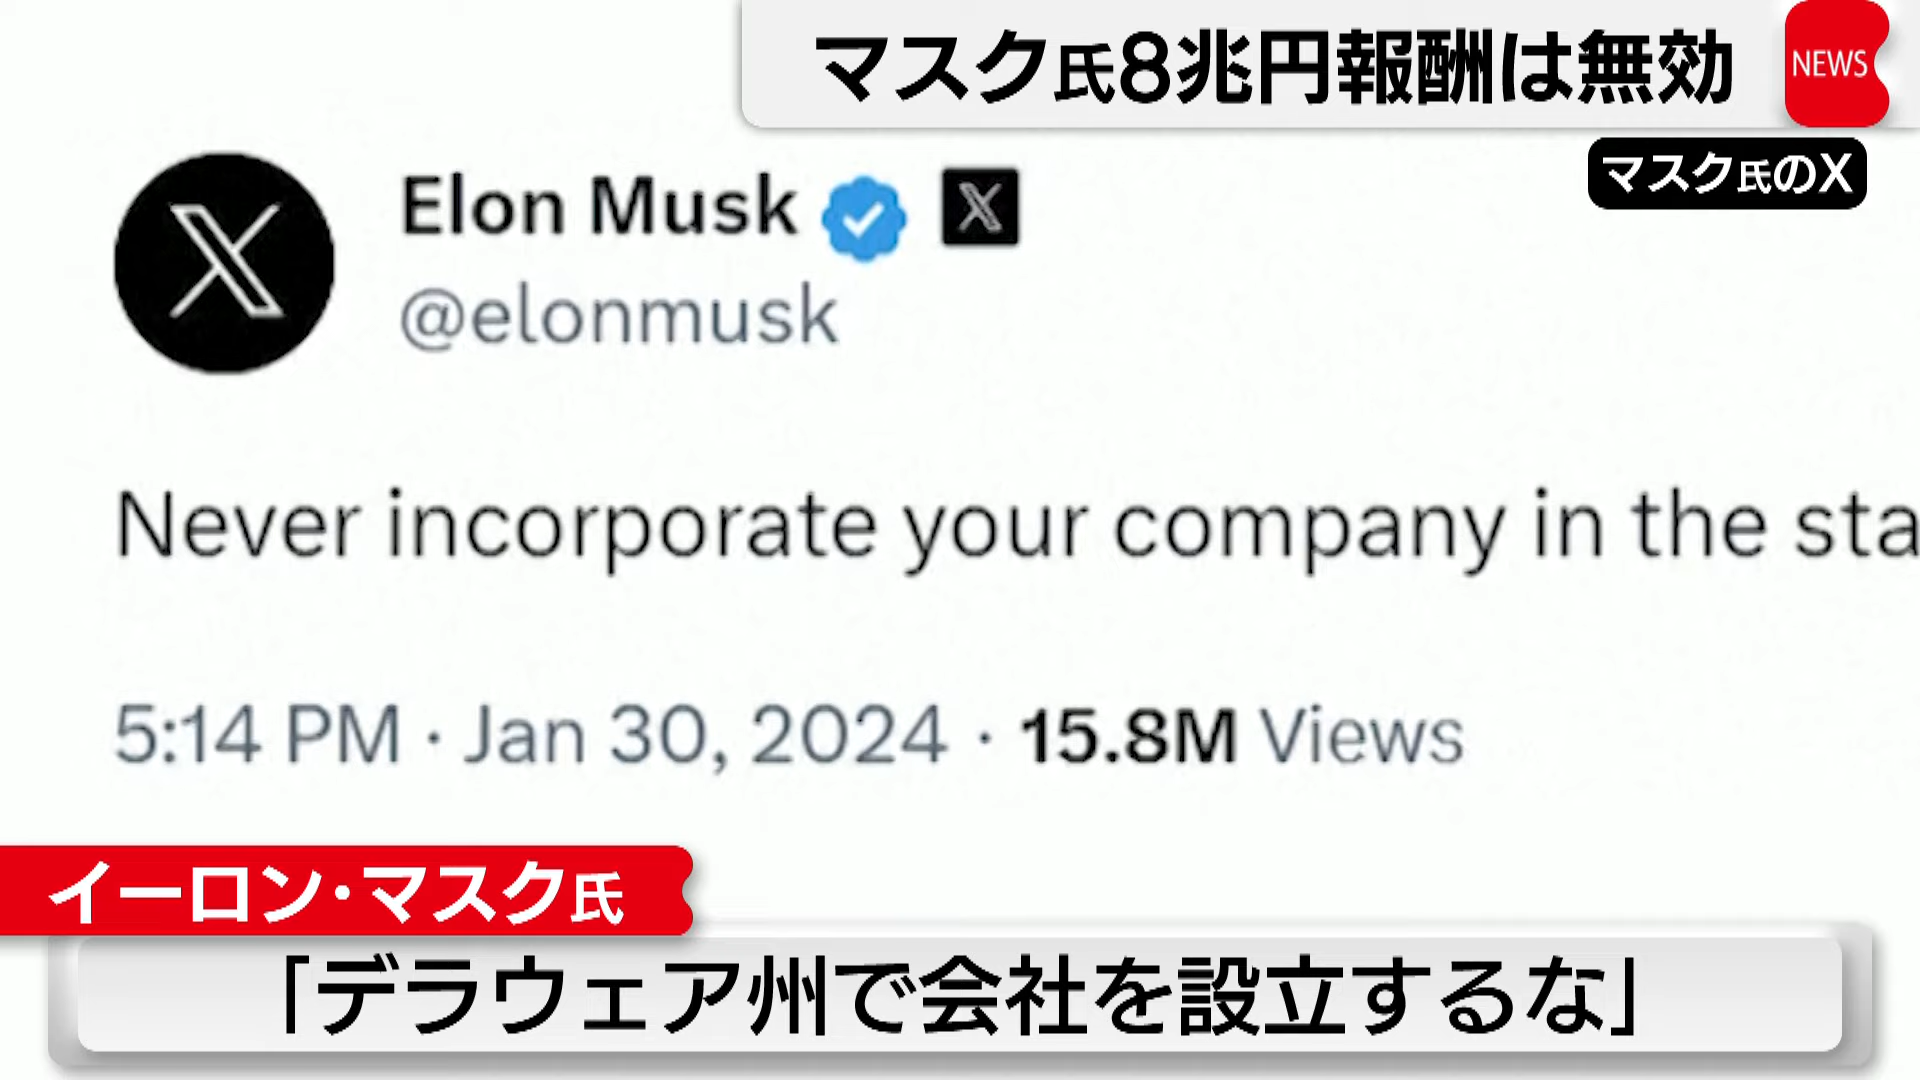 マスク氏8兆円報酬は無効
NEWS
マスク氏のX
Elon Musk
@elonmusk
Never incorporate your company in the sta
5:14 PM · Jan 30, 2024 · 15.8M Views
イーロン・マスク氏
「デラウェア州で会社を設立するな」